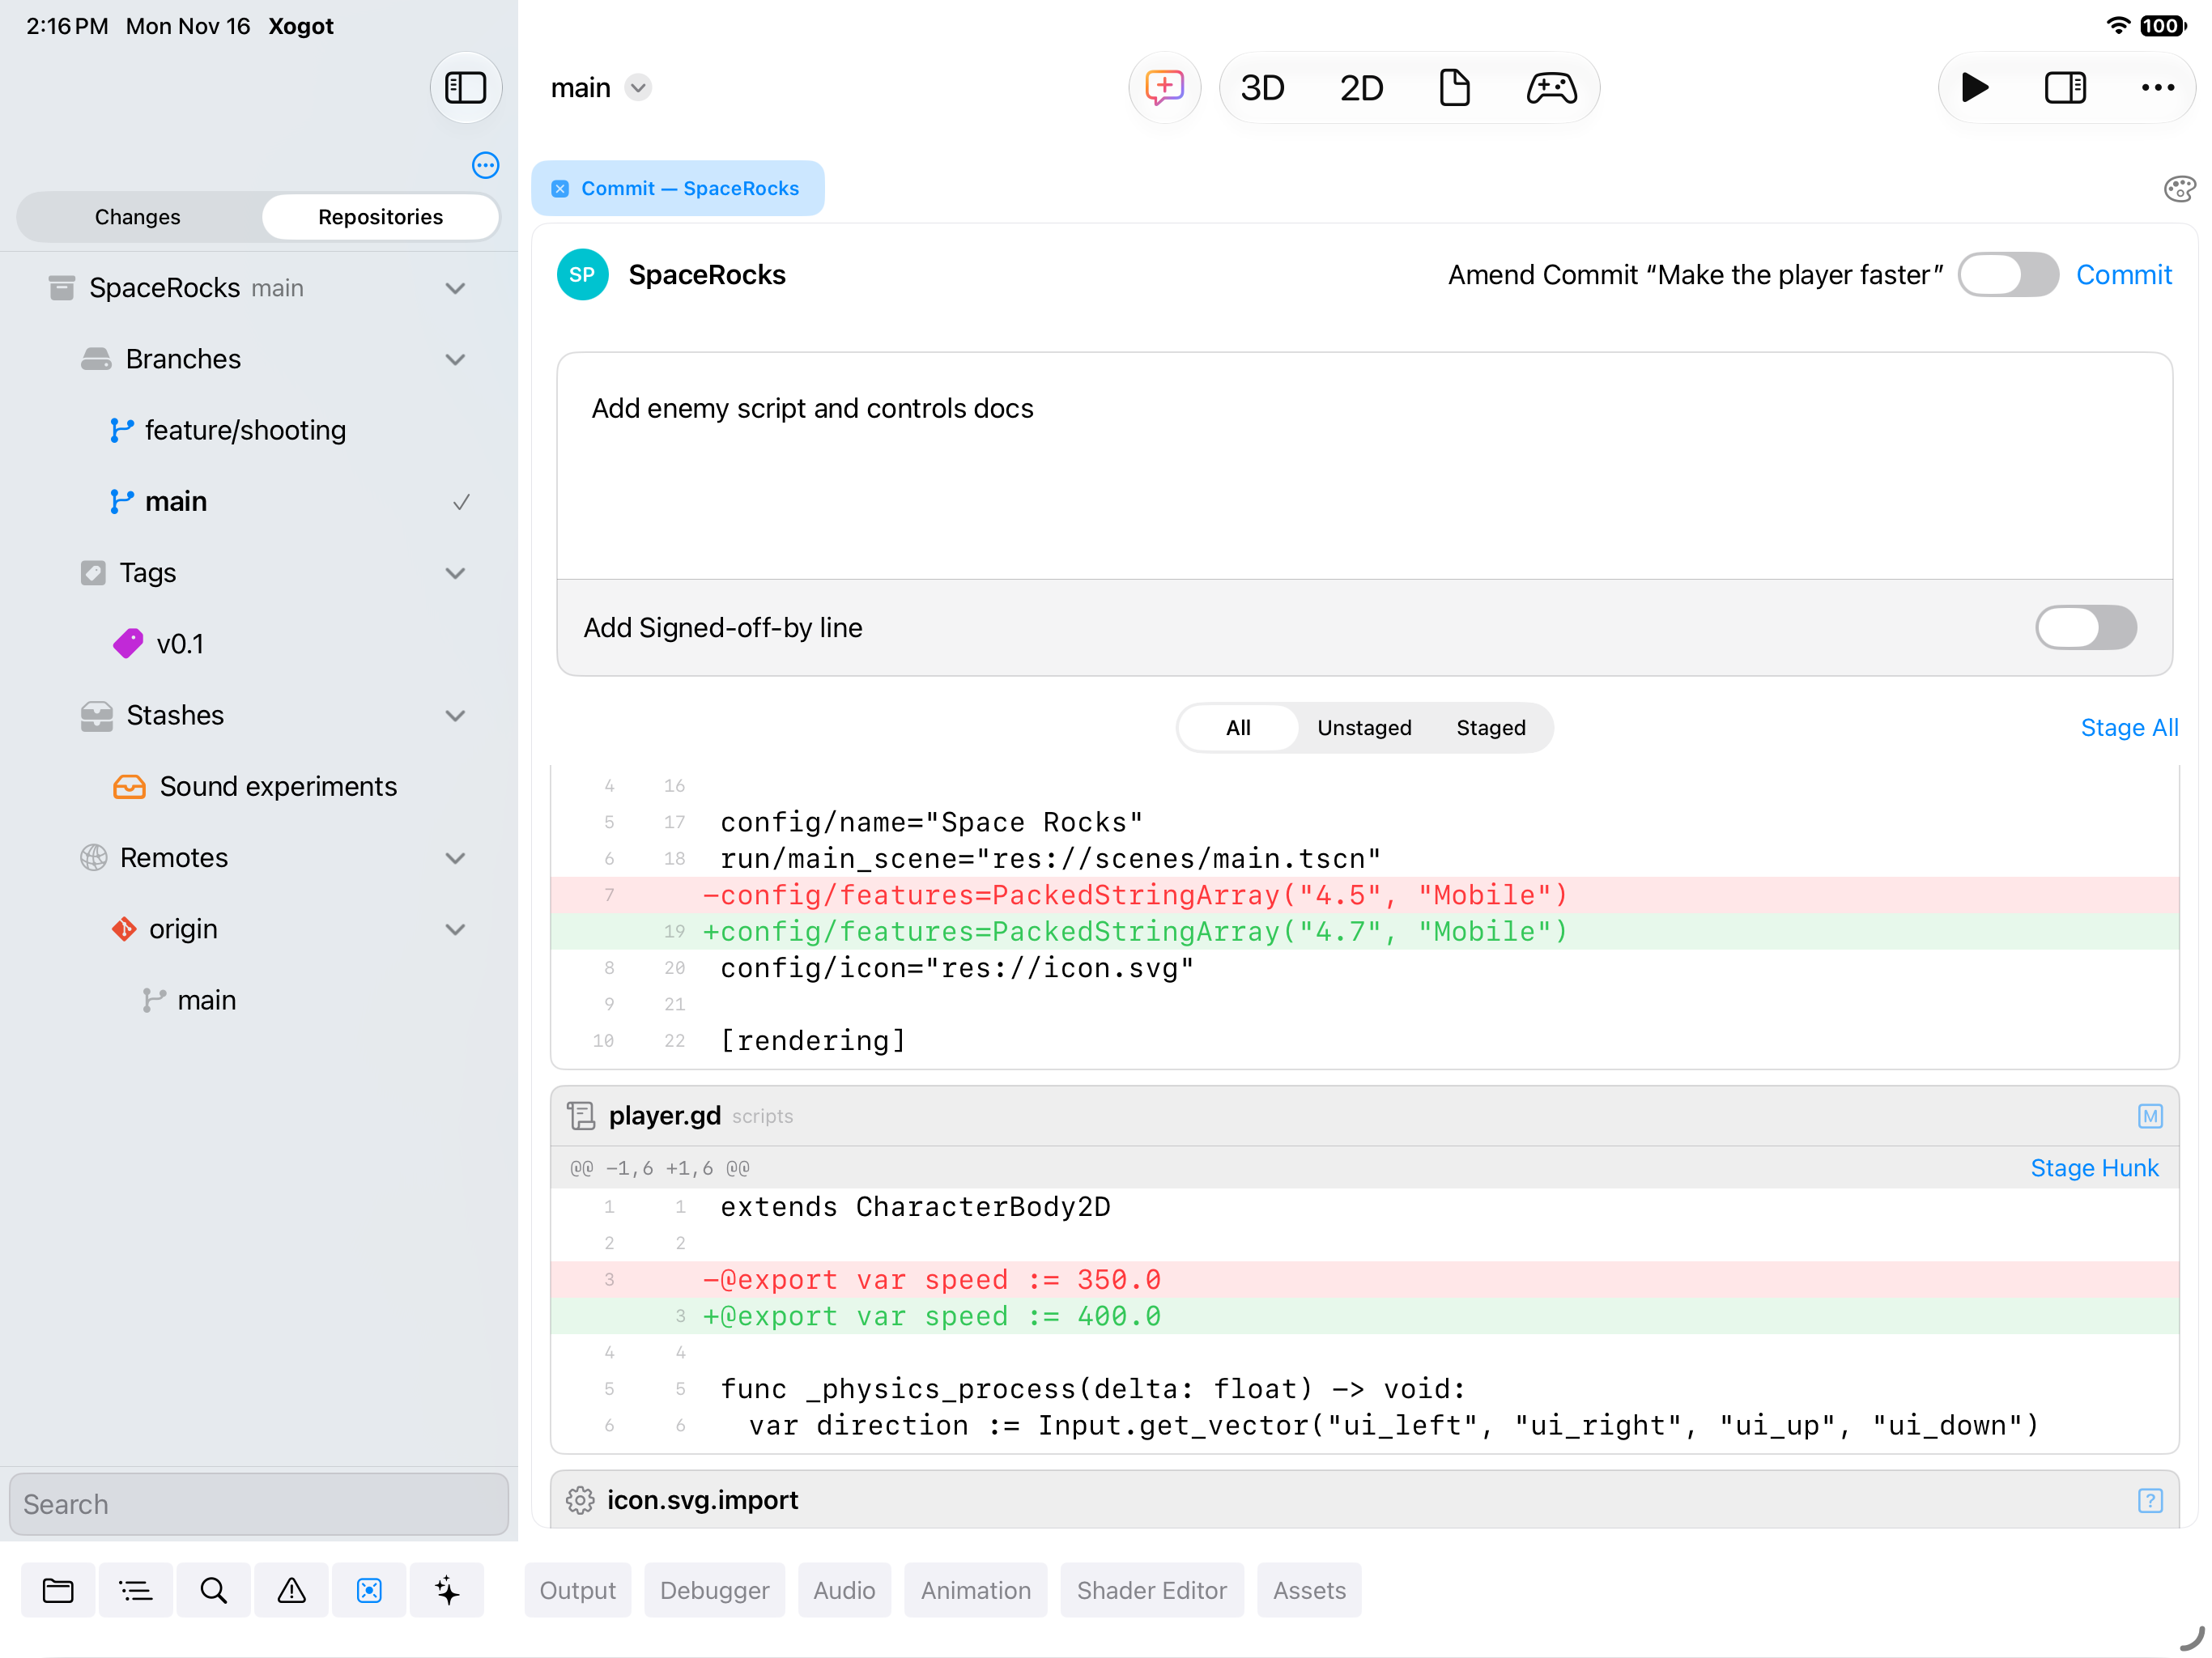 2:16 PM Mon Nov 16 Xogot
100
main
3D 2D
Changes Repositories
Commit — SpaceRocks
SpaceRocks main
Branches
feature/shooting
main
Tags
v0.1
Stashes
Sound experiments
Remotes
origin
main
Search
SP SpaceRocks
Amend Commit “Make the player faster” Commit
Add enemy script and controls docs
Add Signed-off-by line
All Unstaged Staged
Stage All
4 16
5 17 config/name="Space Rocks"
6 18 run/main_scene="res://scenes/main.tscn"
7 -config/features=PackedStringArray("4.5", "Mobile")
19 +config/features=PackedStringArray("4.7", "Mobile")
8 20 config/icon="res://icon.svg"
9 21
10 22 [rendering]
player.gd scripts M
@@ -1,6 +1,6 @@ Stage Hunk
1 1 extends CharacterBody2D
2 2
3 -@export var speed := 350.0
3 +@export var speed := 400.0
4 4
5 5 func _physics_process(delta: float) -> void:
6 6 var direction := Input.get_vector("ui_left", "ui_right", "ui_up", "ui_down")
icon.svg.import ?
Output Debugger Audio Animation Shader Editor Assets